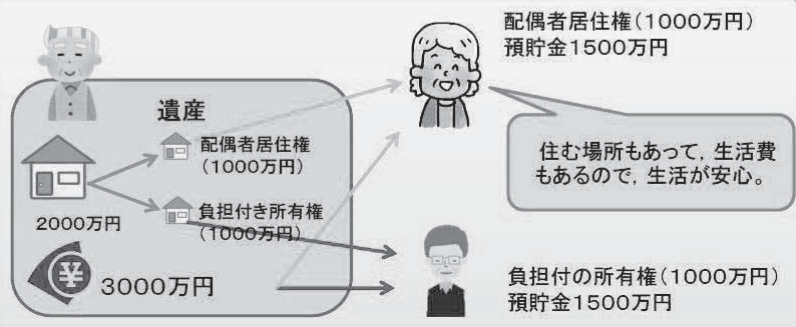 配偶者居住権(1000万円)
預貯金1500万円
遺産
配偶者居住権
(1000万円)
住む場所もあって,生活費
もあるので,生活が安心。
2000万円
負担付き所有権
(1000万円)
¥
3000万円
負担付の所有権(1000万円)
預貯金1500万円